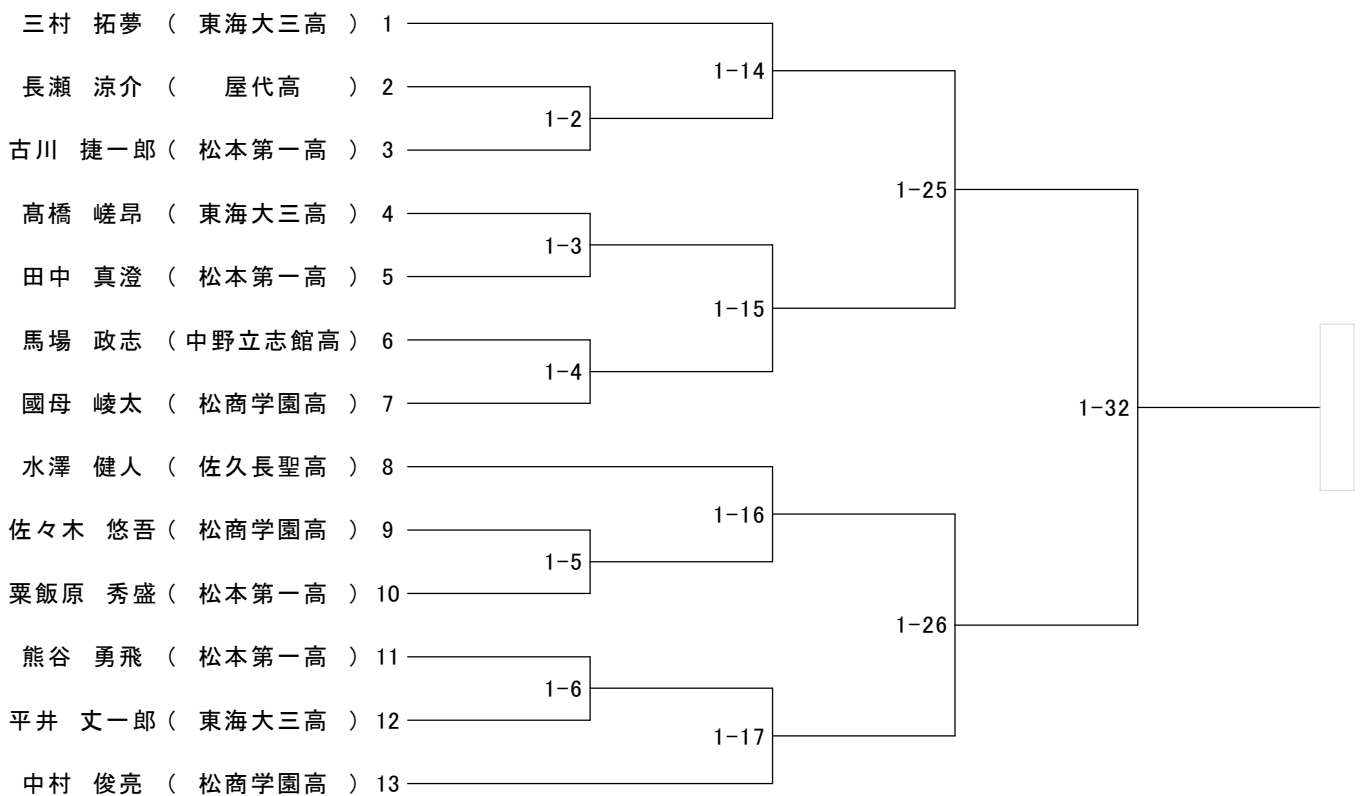 三村 拓夢 ( 東海大三高 ) 1
1-14
長瀬 涼介 ( 屋代高 ) 2
1-2
古川 捷一郎 ( 松本第一高 ) 3
1-25
髙橋 嵯昂 ( 東海大三高 ) 4
1-3
田中 真澄 ( 松本第一高 ) 5
1-15
馬場 政志 ( 中野立志館高 ) 6
1-4
國母 崚太 ( 松商学園高 ) 7
1-32
水澤 健人 ( 佐久長聖高 ) 8
1-16
佐々木 悠吾 ( 松商学園高 ) 9
1-5
粟飯原 秀盛 ( 松本第一高 ) 10
1-26
熊谷 勇飛 ( 松本第一高 ) 11
1-6
平井 丈一郎 ( 東海大三高 ) 12
1-17
中村 俊亮 ( 松商学園高 ) 13